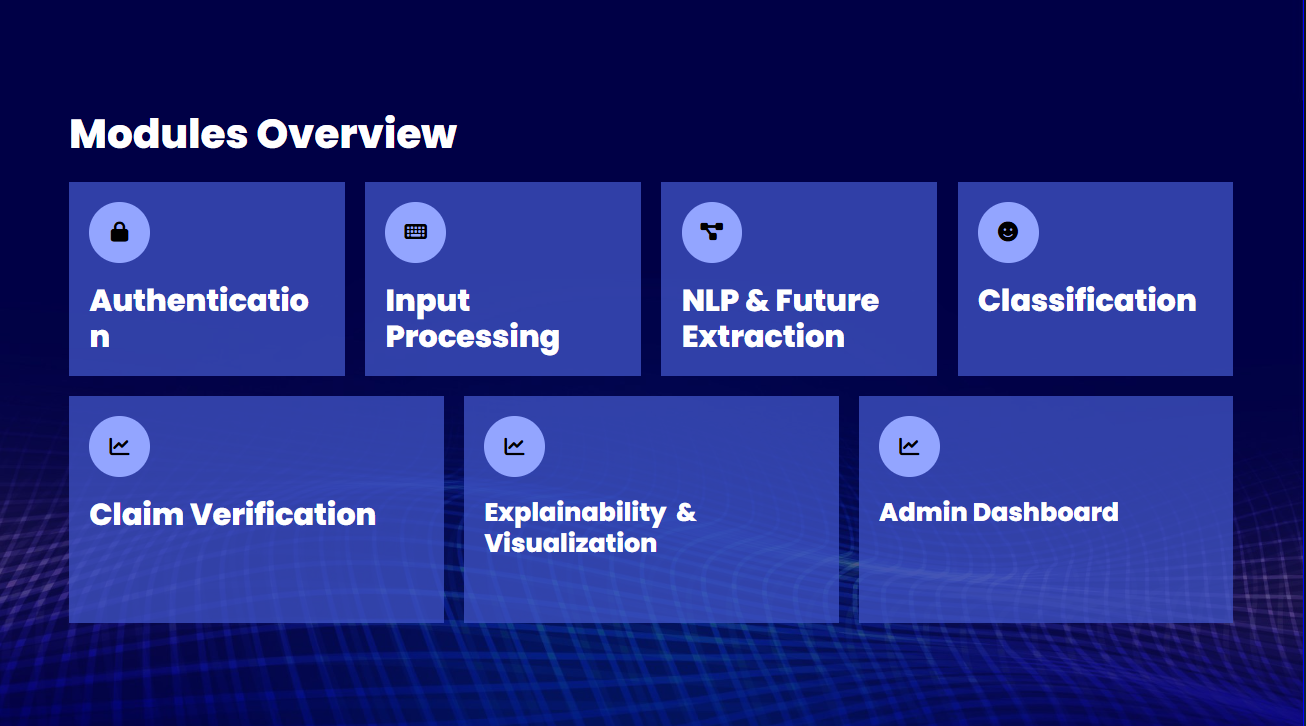 Modules Overview
Authenticatio
n
Input
Processing
NLP & Future
Extraction
Classification
Claim Verification
Explainability &
Visualization
Admin Dashboard